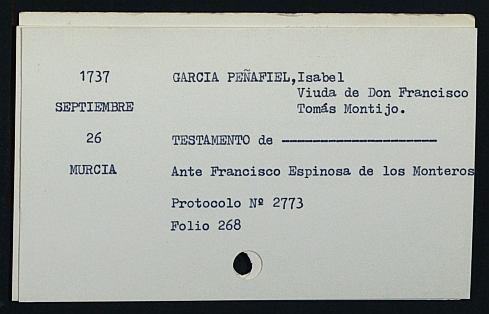 1737 GARCIA PEÑAFIEL,Isabel
Viuda de Don Francisco
SEPTIEMBRE Tomás Montijo.
26 TESTAMENTO de ---------------------
MURCIA Ante Francisco Espinosa de los Monteros
Protocolo Nº 2773
Folio 268